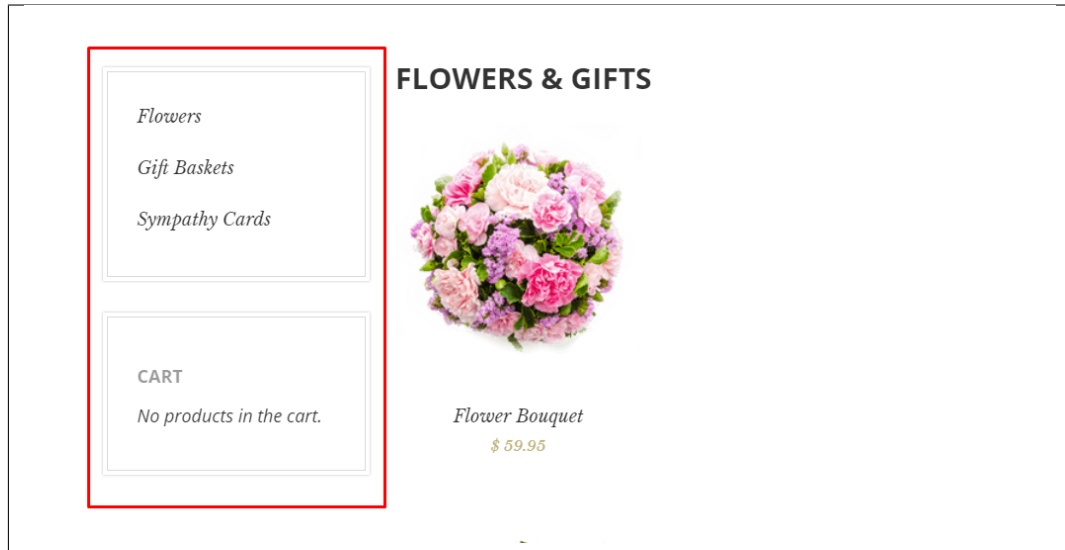 Flowers
Gift Baskets
Sympathy Cards
CART
No products in the cart.
FLOWERS & GIFTS
Flower Bouquet
$ 59.95